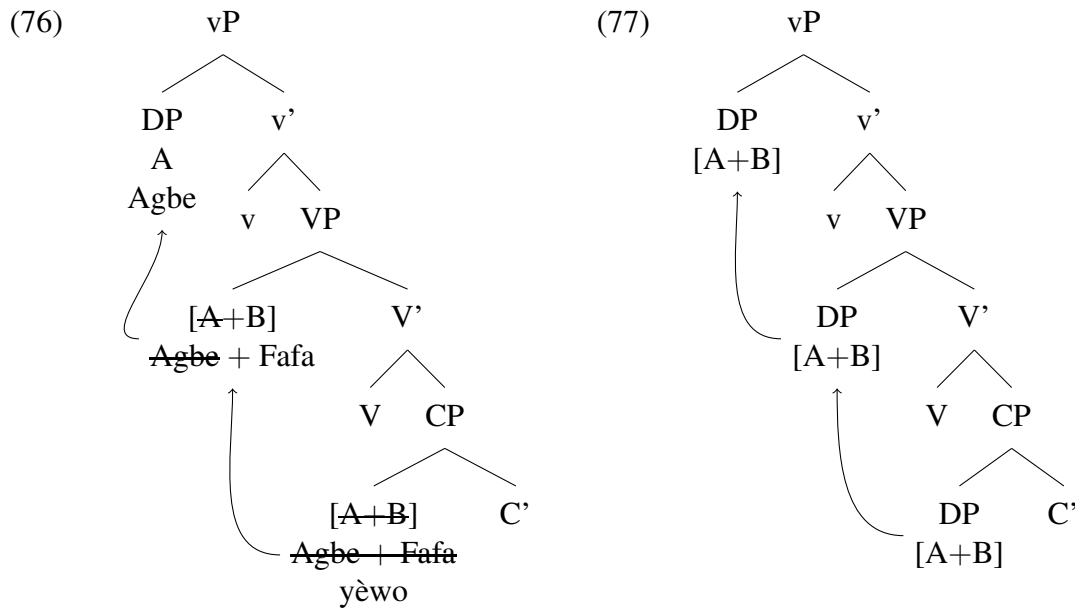 (76) vP
DP v’
A
Agbe
v VP
[A+B] V’
Agbe + Fafa
V CP
[A+B] C’
Agbe + Fafa
yèwo
(77) vP
DP v’
[A+B]
v VP
DP V’
[A+B]
V CP
DP C’
[A+B]